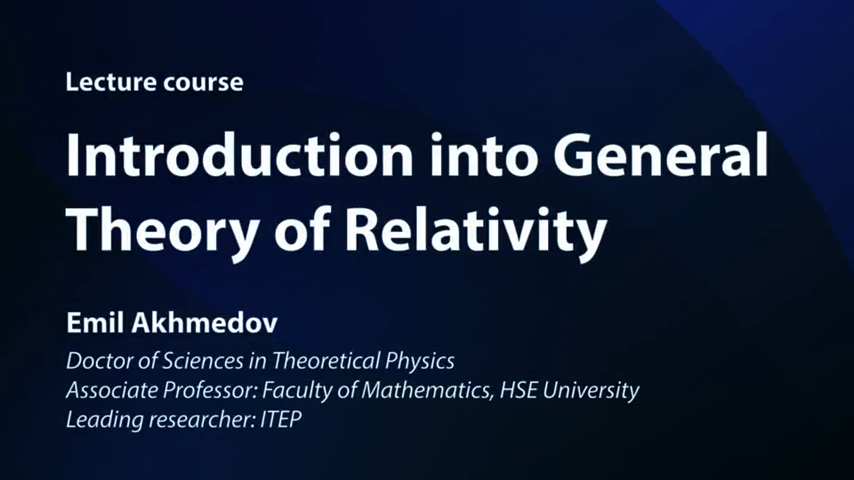 Lecture course
Introduction into General
Theory of Relativity
Emil Akhmedov
Doctor of Sciences in Theoretical Physics
Associate Professor: Faculty of Mathematics, HSE University
Leading researcher: ITEP